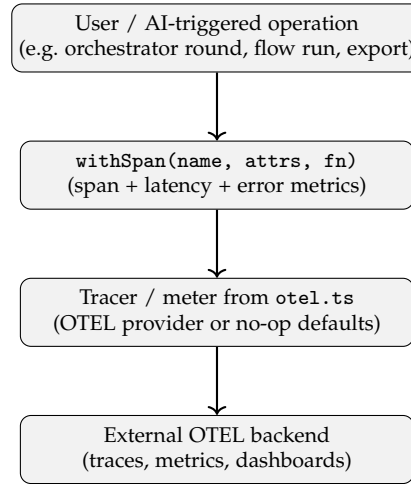 User / AI-triggered operation
(e.g. orchestrator round, flow run, export)
withSpan(name, attrs, fn)
(span + latency + error metrics)
Tracer / meter from otel.ts
(OTEL provider or no-op defaults)
External OTEL backend
(traces, metrics, dashboards)